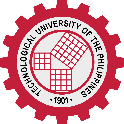 TECHNOLOGICAL UNIVERSITY OF THE PHILIPPINES
• 1901 •